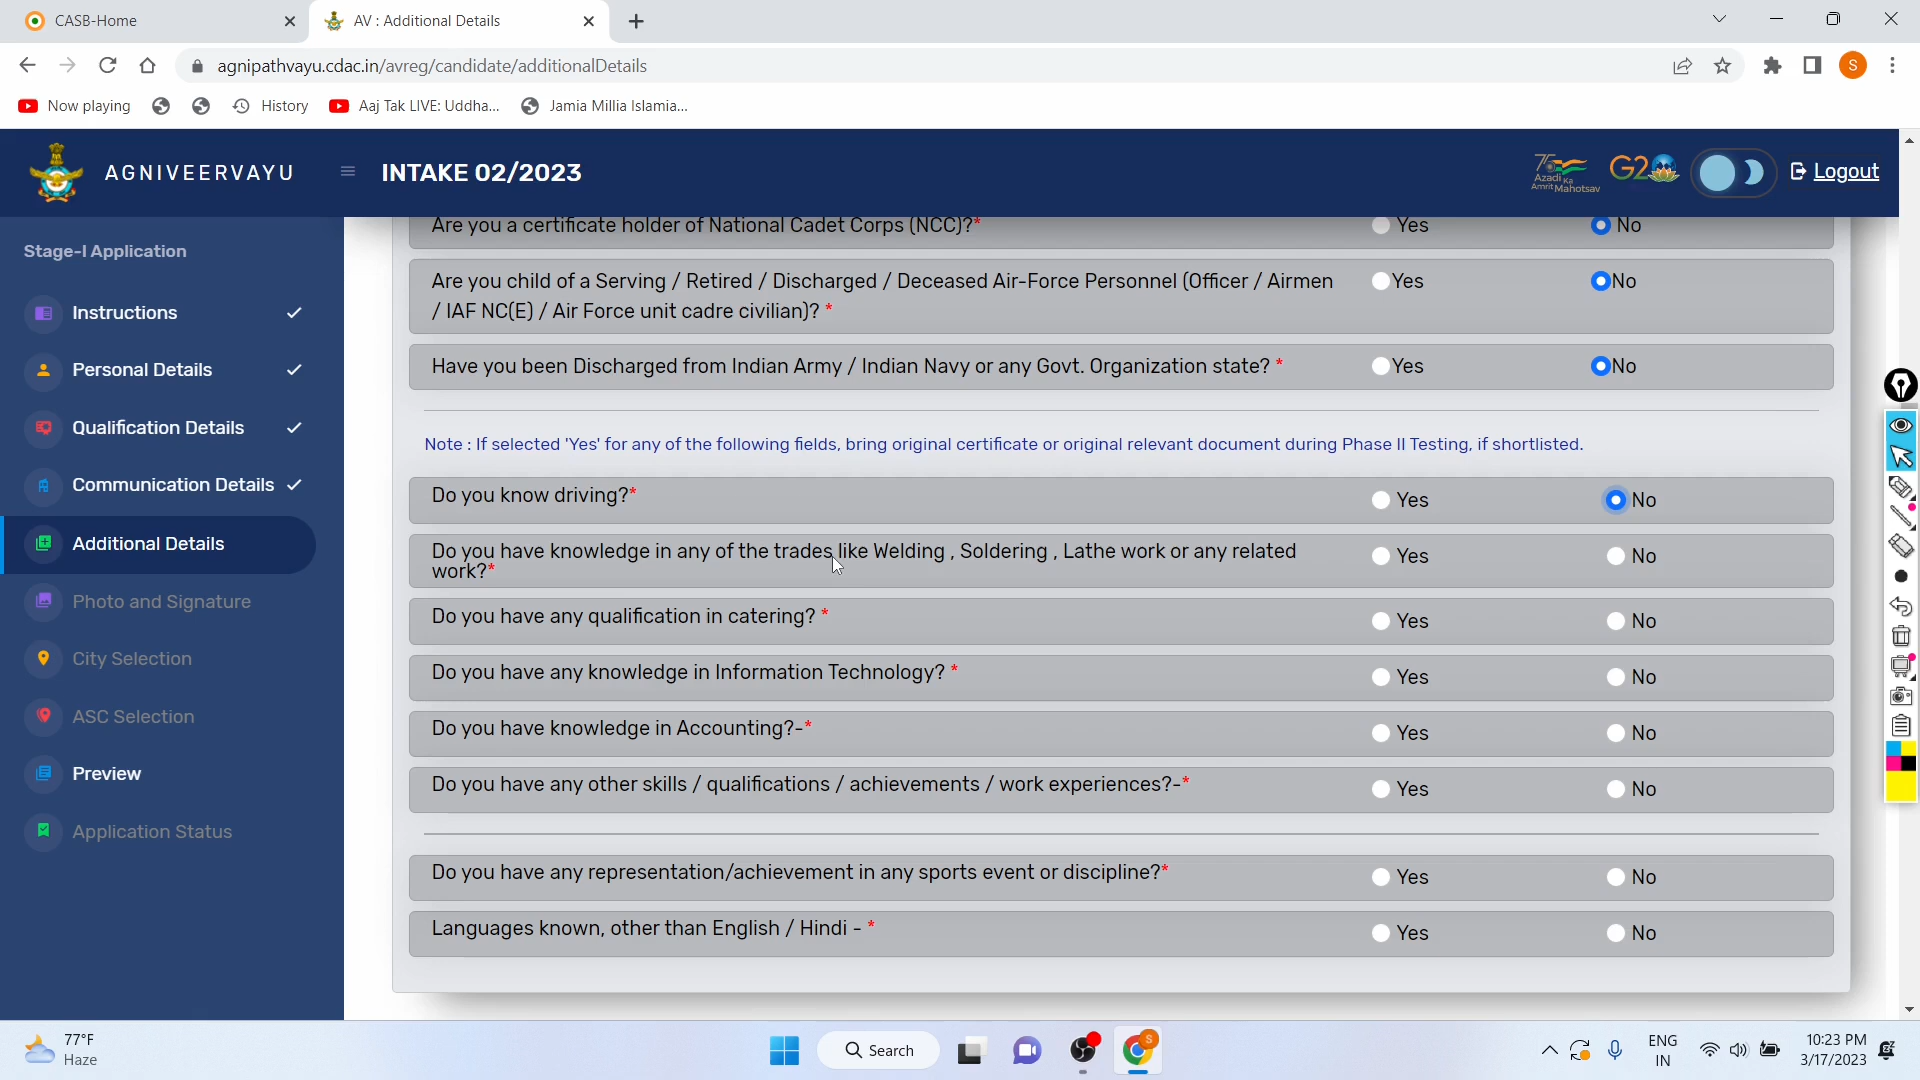 CASB-Home
AV : Additional Details
agnipathvayu.cdac.in/avreg/candidate/additionalDetails
S
Now playing
History
Aaj Tak LIVE: Uddha...
Jamia Millia Islamia...
AGNIVEERVAYU
INTAKE 02/2023
75
Azadi Ka
Amrit Mahotsav
G20
Logout
Stage-I Application
Instructions
Personal Details
Qualification Details
Communication Details
Additional Details
Photo and Signature
City Selection
ASC Selection
Preview
Application Status
Are you a certificate holder of National Cadet Corps (NCC)?* Yes No
Are you child of a Serving / Retired / Discharged / Deceased Air-Force Personnel (Officer / Airmen Yes No
/ IAF NC(E) / Air Force unit cadre civilian)? *
Have you been Discharged from Indian Army / Indian Navy or any Govt. Organization state? * Yes No
Note : If selected 'Yes' for any of the following fields, bring original certificate or original relevant document during Phase II Testing, if shortlisted.
Do you know driving?* Yes No
Do you have knowledge in any of the trades like Welding , Soldering , Lathe work or any related Yes No
work?*
Do you have any qualification in catering? * Yes No
Do you have any knowledge in Information Technology? * Yes No
Do you have knowledge in Accounting?-* Yes No
Do you have any other skills / qualifications / achievements / work experiences?-* Yes No
Do you have any representation/achievement in any sports event or discipline?* Yes No
Languages known, other than English / Hindi - * Yes No
77°F
Haze
Search
S
ENG
IN
10:23 PM
3/17/2023